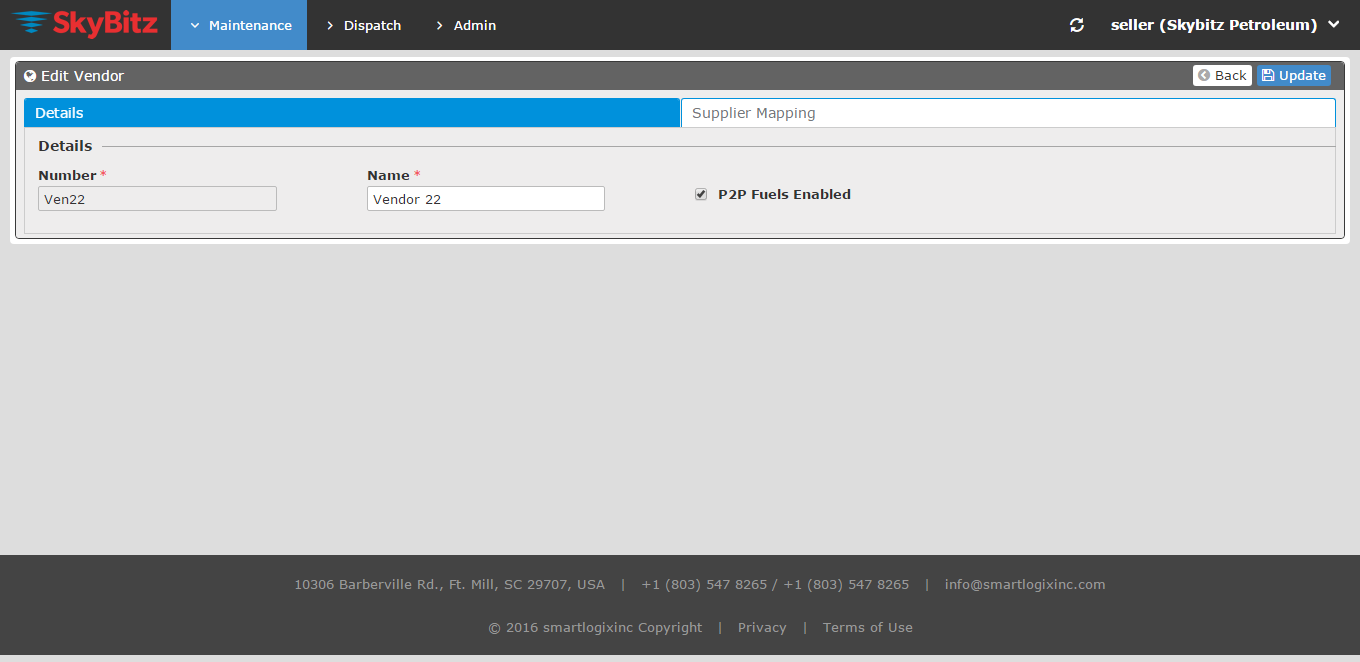 SkyBitz Maintenance Dispatch Admin seller (Skybitz Petroleum)
Edit Vendor Back Update
Details Supplier Mapping
Details
Number * Name *
Ven22 Vendor 22 P2P Fuels Enabled
10306 Barberville Rd., Ft. Mill, SC 29707, USA | +1 (803) 547 8265 / +1 (803) 547 8265 | info@smartlogixinc.com
© 2016 smartlogixinc Copyright | Privacy | Terms of Use